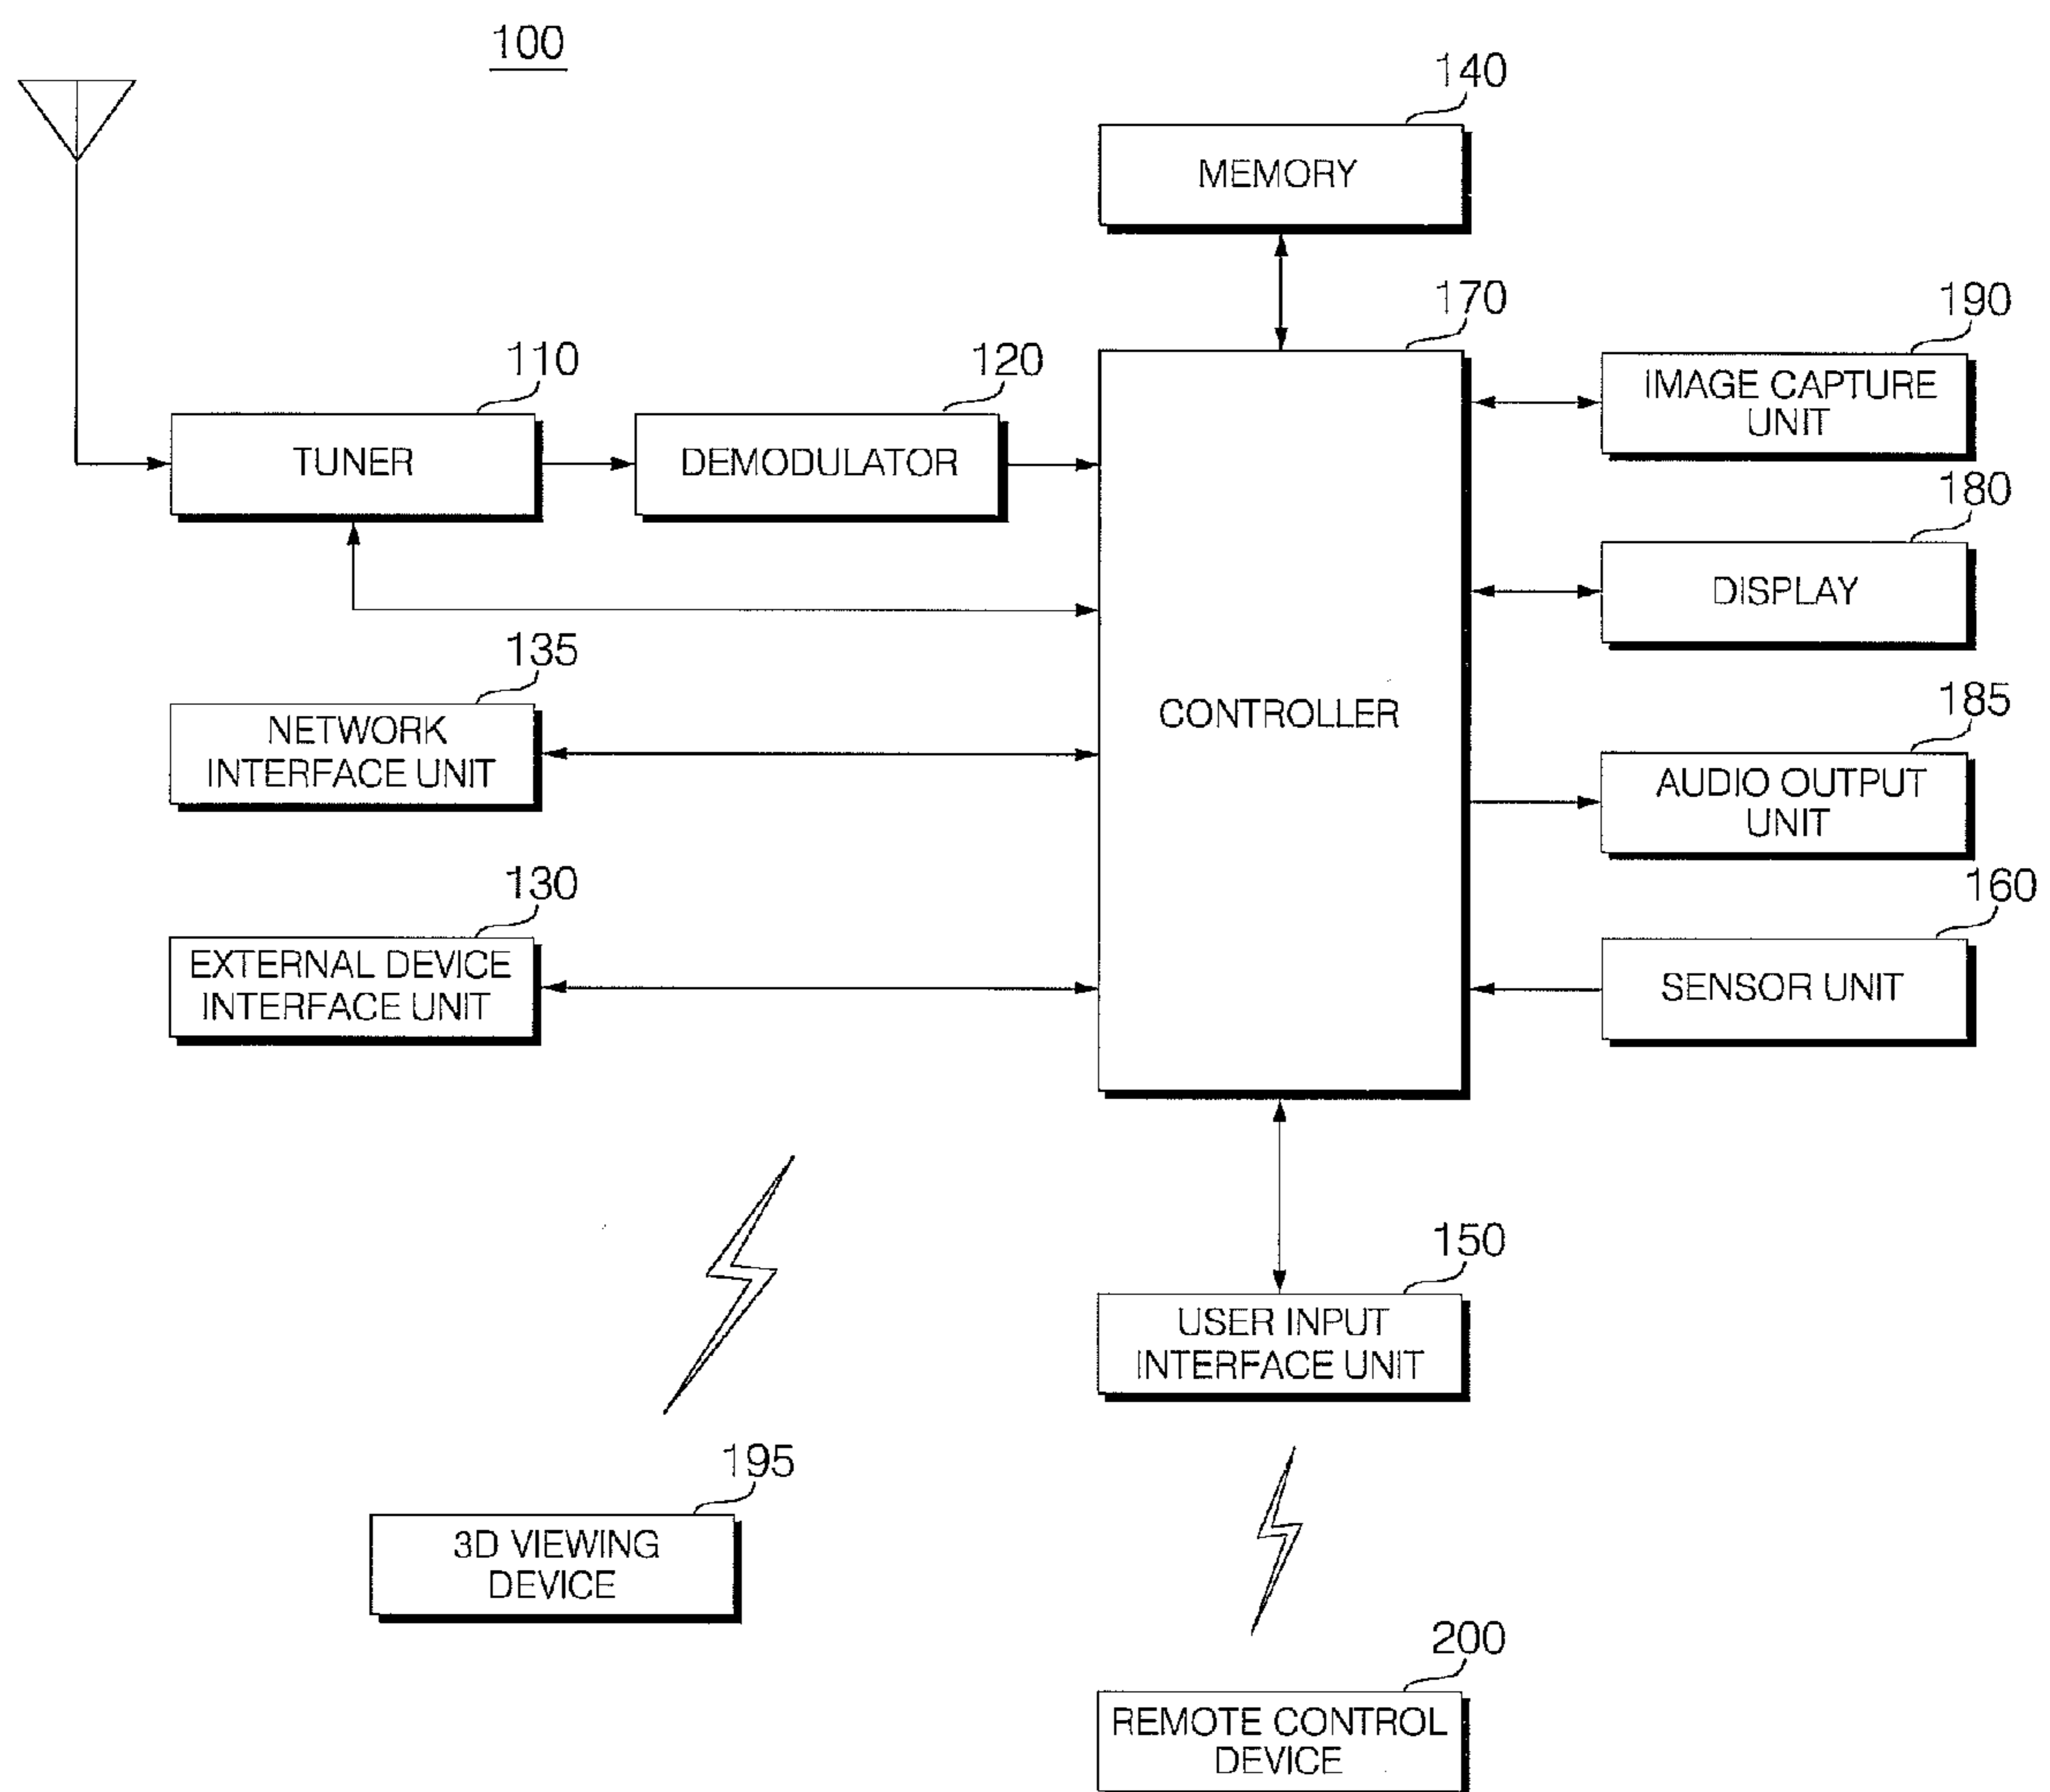 100
140
MEMORY
170
190
IMAGE CAPTURE
UNIT
110
120
TUNER
DEMODULATOR
180
DISPLAY
135
NETWORK
INTERFACE UNIT
CONTROLLER
185
AUDIO OUTPUT
UNIT
130
EXTERNAL DEVICE
INTERFACE UNIT
160
SENSOR UNIT
150
USER INPUT
INTERFACE UNIT
195
3D VIEWING
DEVICE
200
REMOTE CONTROL
DEVICE